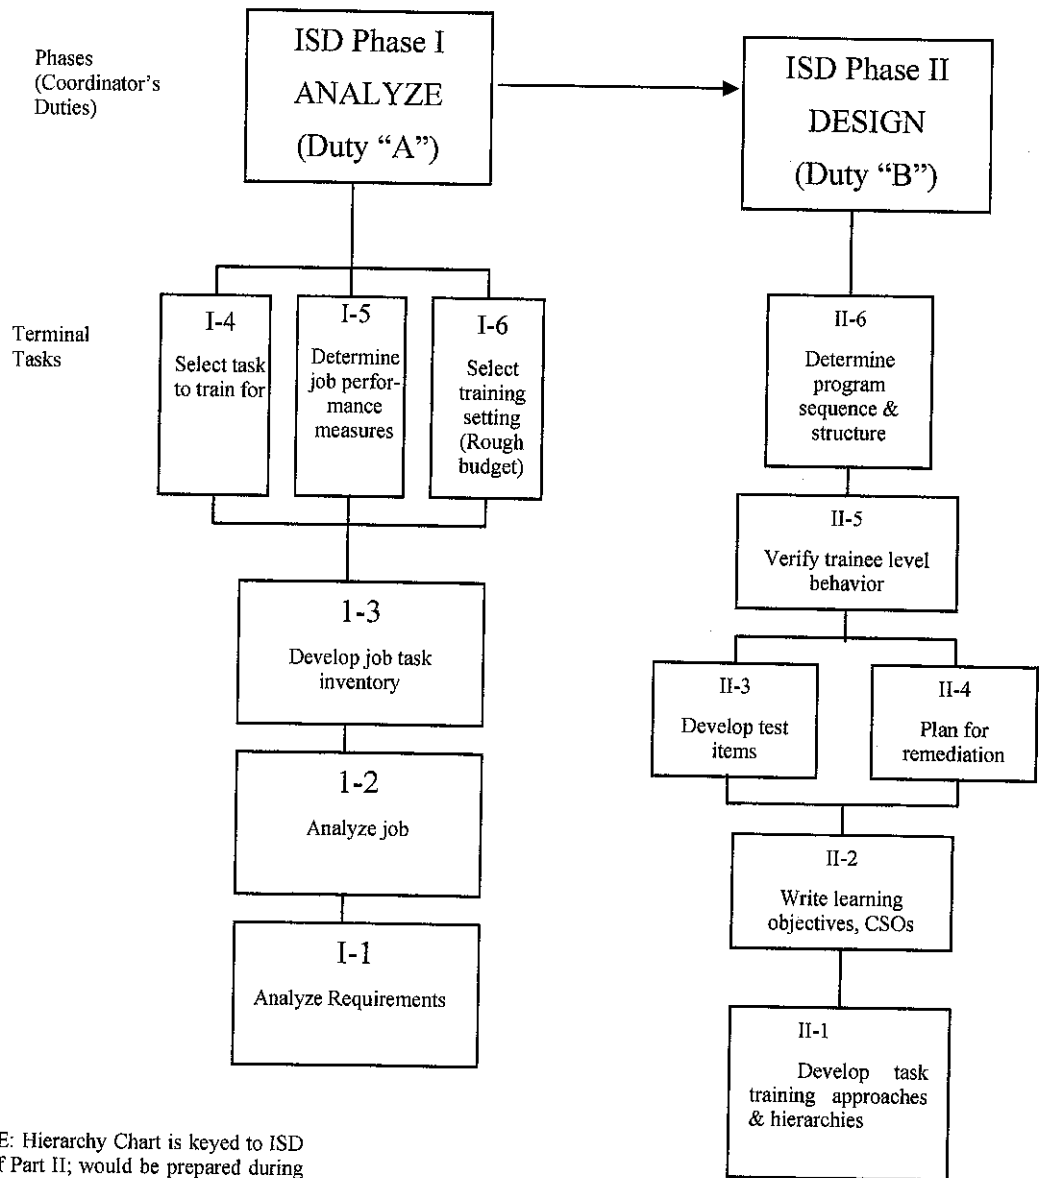 Phases
(Coordinator's
Duties)
ISD Phase I
ANALYZE
(Duty "A")
ISD Phase II
DESIGN
(Duty "B")
Terminal
Tasks
I-4
Select task
to train for
I-5
Determine
job perfor-
mance
measures
I-6
Select
training
setting
(Rough
budget)
1-3
Develop job task
inventory
1-2
Analyze job
I-1
Analyze Requirements
II-6
Determine
program
sequence &
structure
II-5
Verify trainee level
behavior
II-3
Develop test
items
II-4
Plan for
remediation
II-2
Write learning
objectives, CSOs
II-1
Develop task
training approaches
& hierarchies
E: Hierarchy Chart is keyed to ISD
f Part II; would be prepared during